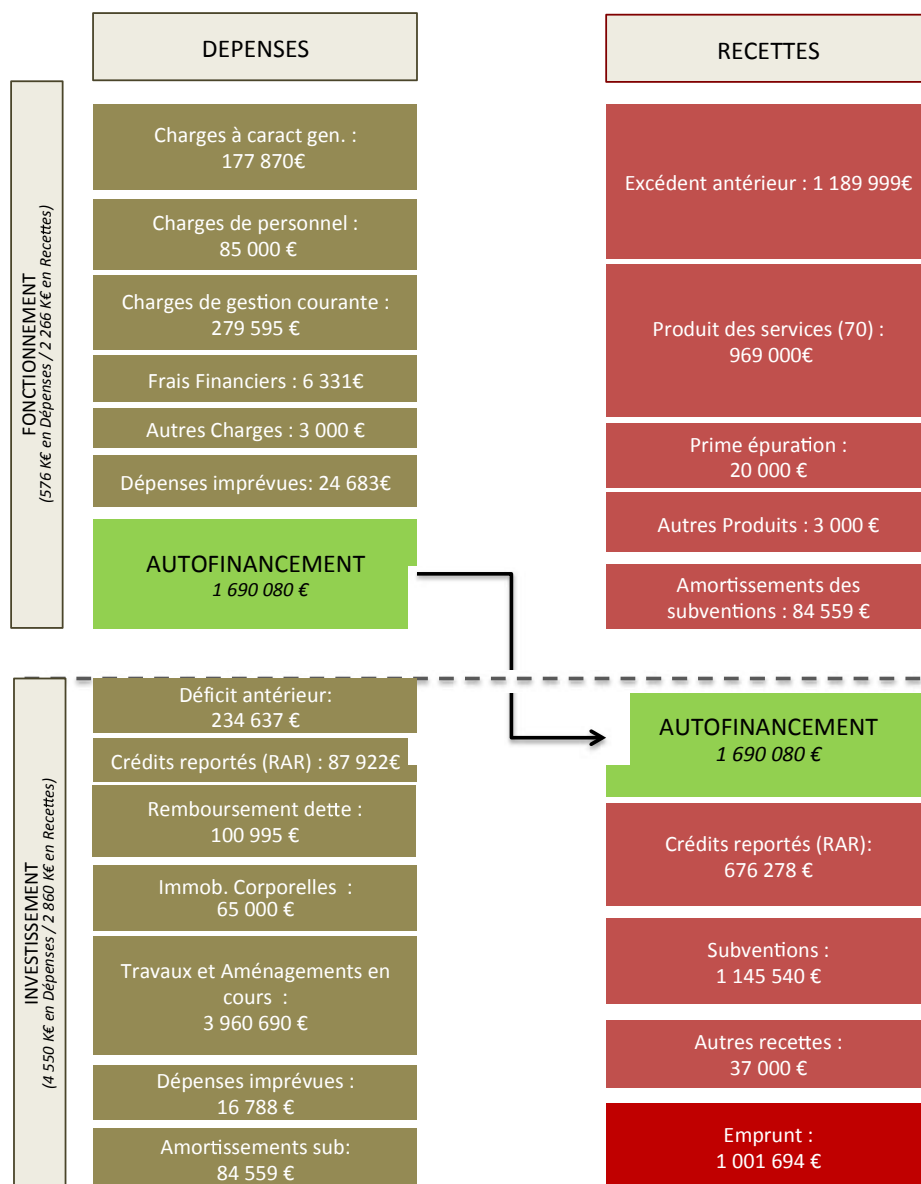 DEPENSES
RECETTES
FONCTIONNEMENT
(576 K€ en Dépenses / 2 266 K€ en Recettes)
Charges à caract gen. :
177 870€
Charges de personnel :
85 000 €
Charges de gestion courante :
279 595 €
Frais Financiers : 6 331€
Autres Charges : 3 000 €
Dépenses imprévues: 24 683€
AUTOFINANCEMENT
1 690 080 €
Excédent antérieur : 1 189 999€
Produit des services (70) :
969 000€
Prime épuration :
20 000 €
Autres Produits : 3 000 €
Amortissements des
subventions : 84 559 €
INVESTISSEMENT
(4 550 K€ en Dépenses / 2 860 K€ en Recettes)
Déficit antérieur:
234 637 €
Crédits reportés (RAR) : 87 922€
Remboursement dette :
100 995 €
Immob. Corporelles :
65 000 €
Travaux et Aménagements en
cours :
3 960 690 €
Dépenses imprévues :
16 788 €
Amortissements sub:
84 559 €
AUTOFINANCEMENT
1 690 080 €
Crédits reportés (RAR):
676 278 €
Subventions :
1 145 540 €
Autres recettes :
37 000 €
Emprunt :
1 001 694 €